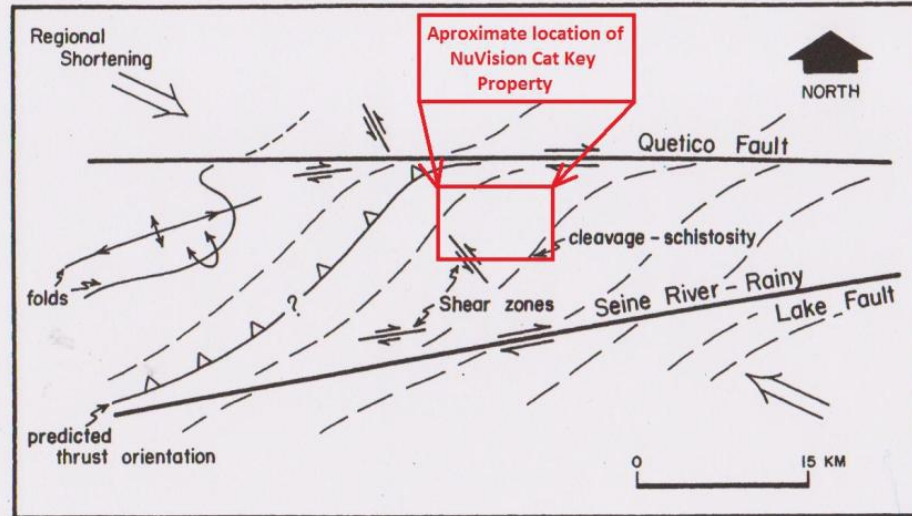 Regional
Shortening
Aproximate location of
NuVision Cat Key
Property
NORTH
Quetico Fault
cleavage-schistosity
folds
?
Shear zones
Seine River-Rainy
Lake Fault
predicted
thrust orientation
0 15 KM